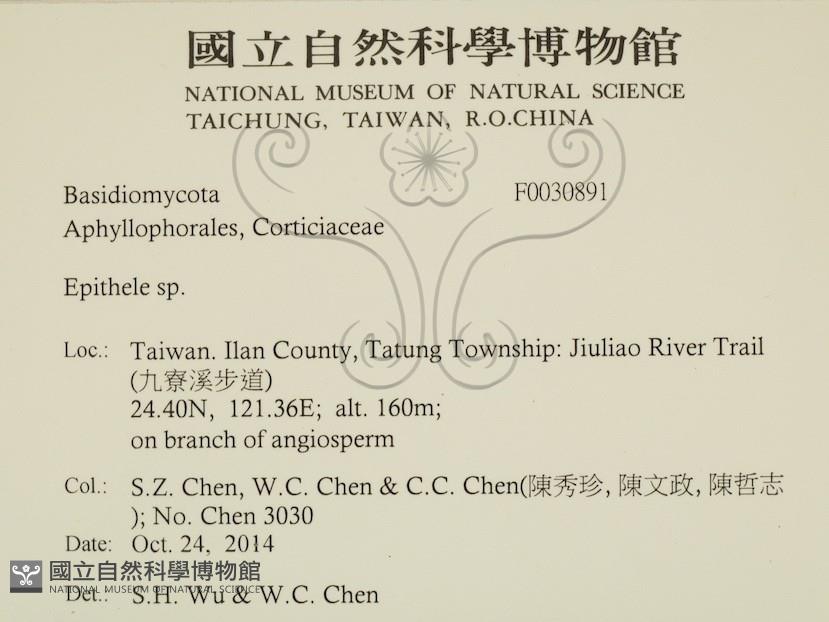 國立自然科學博物館
NATIONAL MUSEUM OF NATURAL SCIENCE
TAICHUNG, TAIWAN, R.O.CHINA
Basidiomycota F0030891
Aphyllophorales, Corticiaceae
Epithele sp.
Loc.: Taiwan. Ilan County, Tatung Township: Jiuliao River Trail
(九寮溪步道)
24.40N, 121.36E; alt. 160m;
on branch of angiosperm
Col.: S.Z. Chen, W.C. Chen & C.C. Chen(陳秀珍, 陳文政, 陳哲志
); No. Chen 3030
Date: Oct. 24, 2014
國立自然科學博物館
NATIONAL MUSEUM OF NATURAL SCIENCE
Det.: S.H. Wu & W.C. Chen